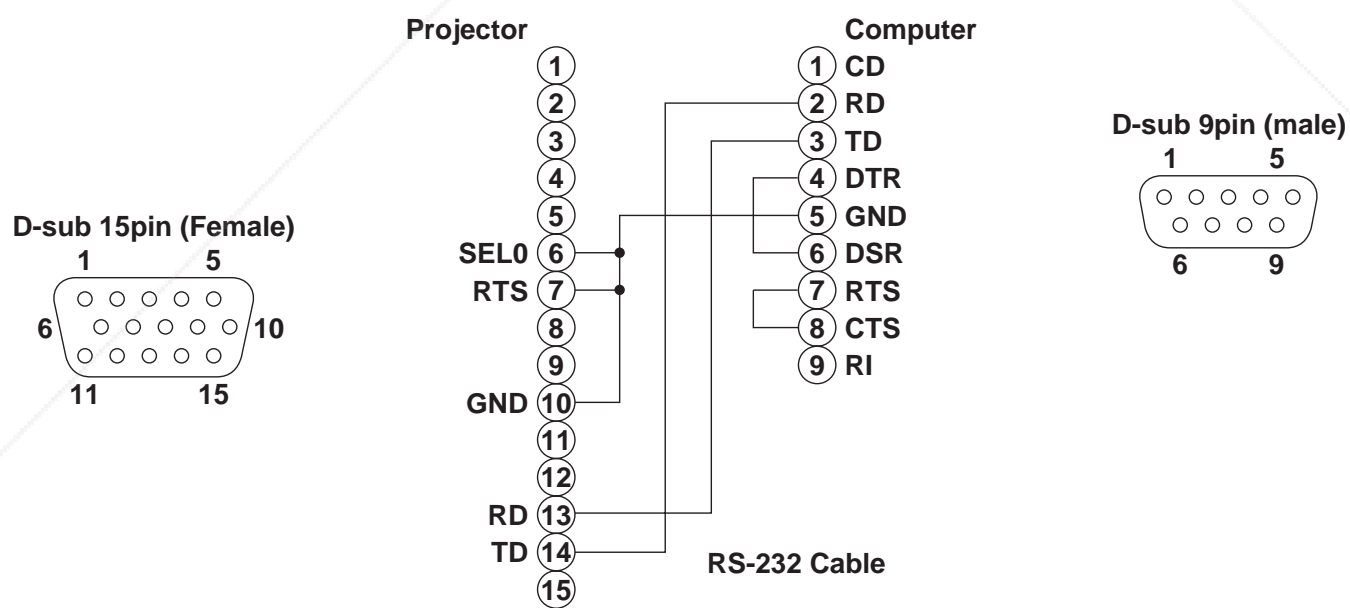 Projector
Computer
1
2
3
4
5
SEL0 6
RTS 7
8
9
GND 10
11
12
RD 13
TD 14
15
1 CD
2 RD
3 TD
4 DTR
5 GND
6 DSR
7 RTS
8 CTS
9 RI
RS-232 Cable
D-sub 15pin (Female)
1 5
6 10
11 15
D-sub 9pin (male)
1 5
6 9